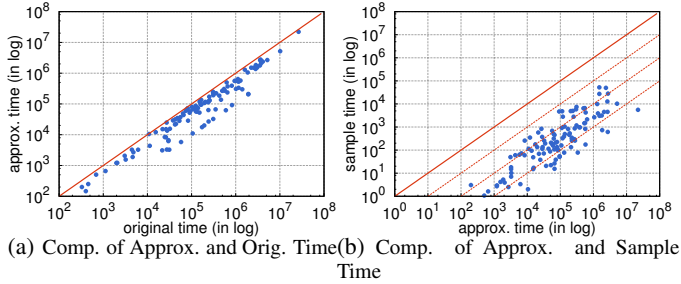 10^8
10^7
10^6
10^5
10^4
10^3
10^2
approx. time (in log)
10^2 10^3 10^4 10^5 10^6 10^7 10^8
original time (in log)
10^8
10^7
10^6
10^5
10^4
10^3
10^2
10^1
10^0
sample time (in log)
10^0 10^1 10^2 10^3 10^4 10^5 10^6 10^7 10^8
approx. time (in log)
(a) Comp. of Approx. and Orig. Time
(b) Comp. of Approx. and Sample
Time